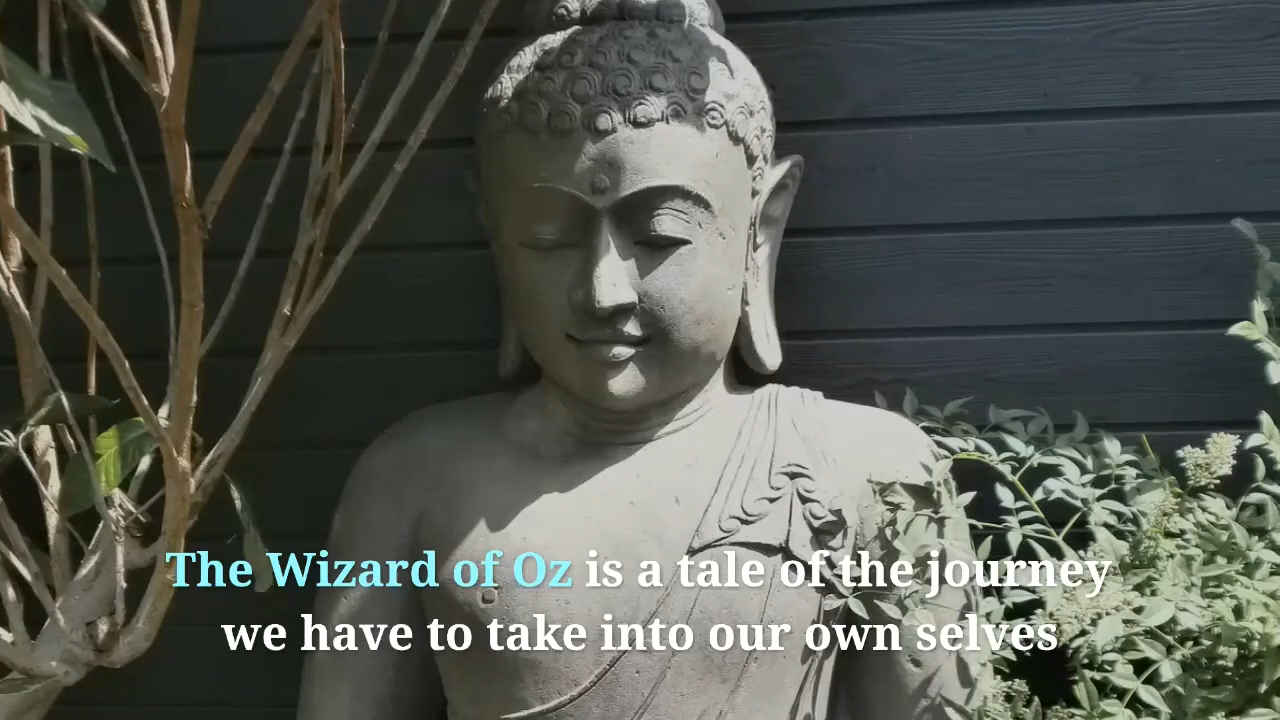 The Wizard of Oz is a tale of the journey
we have to take into our own selves